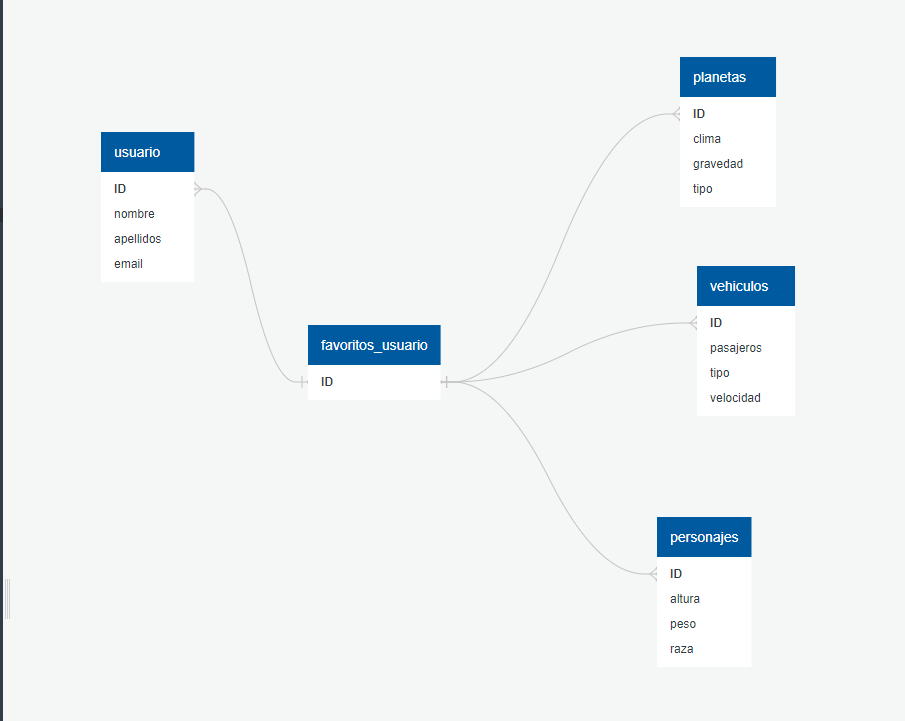 usuario
ID
nombre
apellidos
email
favoritos_usuario
ID
planetas
ID
clima
gravedad
tipo
vehiculos
ID
pasajeros
tipo
velocidad
personajes
ID
altura
peso
raza